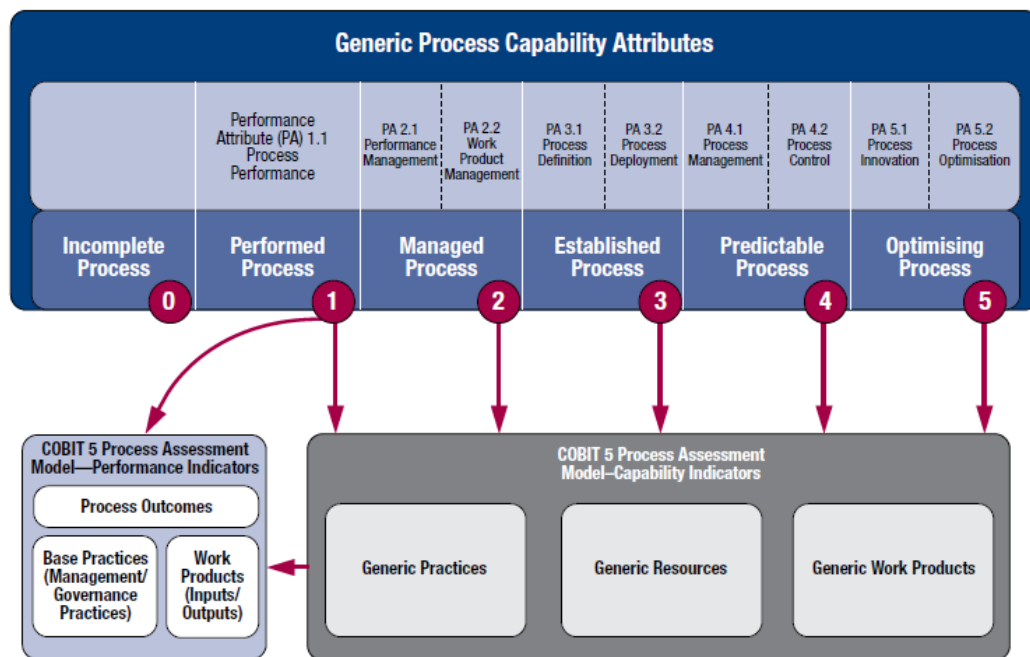 Generic Process Capability Attributes
Performance
Attribute (PA) 1.1
Process
Performance
PA 2.1
Performance
Management
PA 2.2
Work
Product
Management
PA 3.1
Process
Definition
PA 3.2
Process
Deployment
PA 4.1
Process
Management
PA 4.2
Process
Control
PA 5.1
Process
Innovation
PA 5.2
Process
Optimisation
Incomplete
Process
0
Performed
Process
1
Managed
Process
2
Established
Process
3
Predictable
Process
4
Optimising
Process
5
COBIT 5 Process Assessment
Model—Performance Indicators
Process Outcomes
Base Practices
(Management/
Governance
Practices)
Work
Products
(Inputs/
Outputs)
COBIT 5 Process Assessment
Model–Capability Indicators
Generic Practices
Generic Resources
Generic Work Products